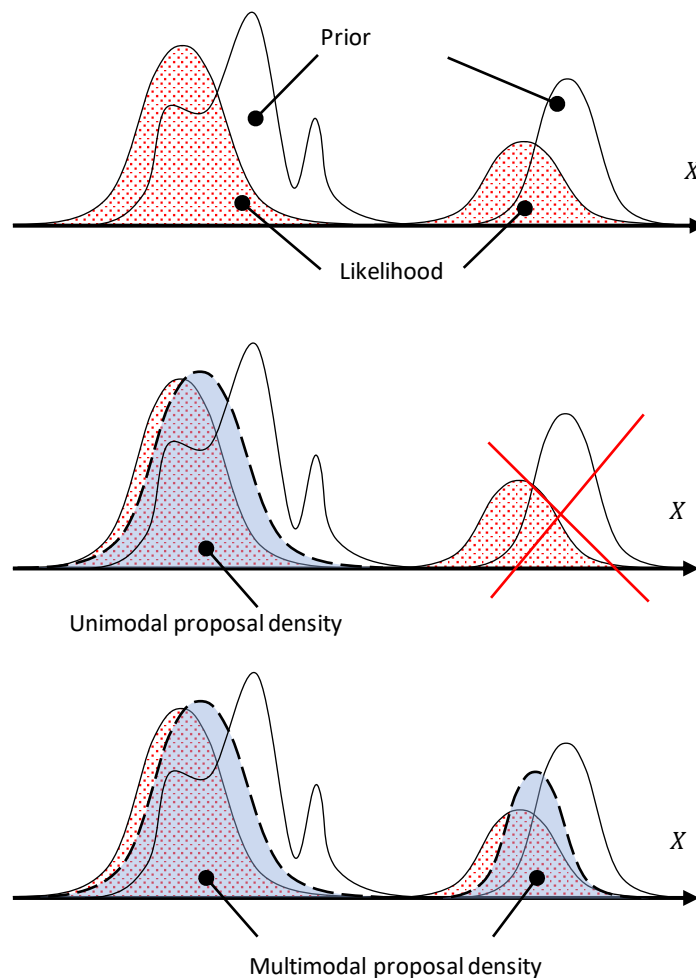 Prior
X
Likelihood
X
Unimodal proposal density
X
Multimodal proposal density